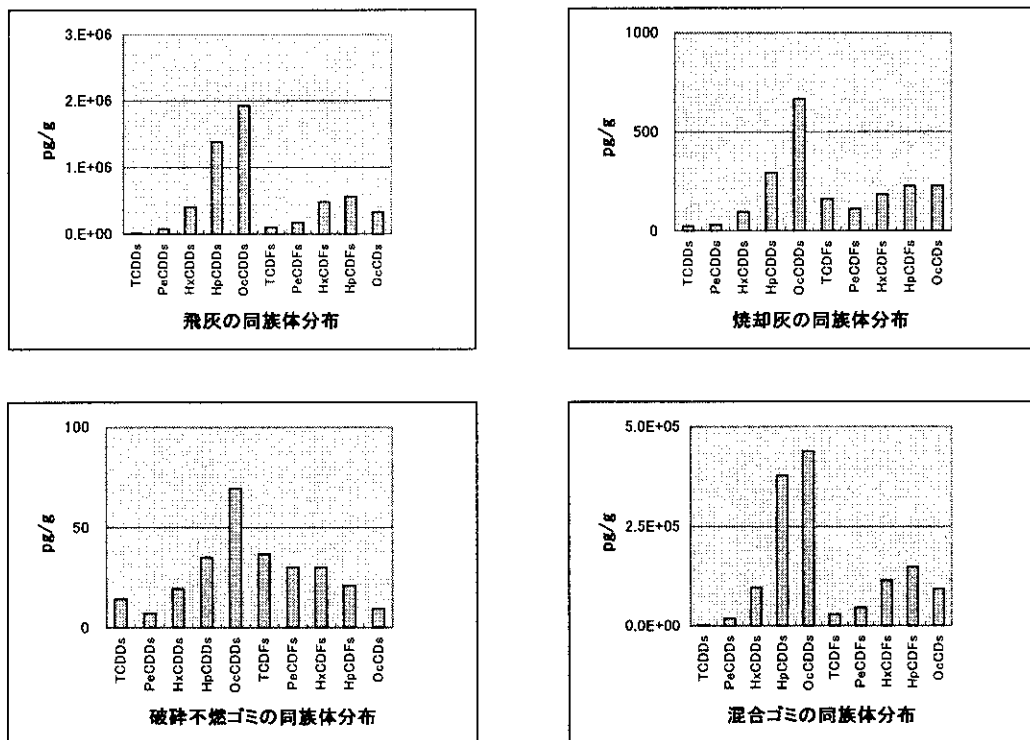 3.E+06
2.E+06
1.E+06
0.E+00
pg/g
TCDDs
PeCDDs
HxCDDs
HpCDDs
OcCDDs
TCDFs
PeCDFs
HxCDFs
HpCDFs
OcCDs
飛灰の同族体分布
1000
500
0
pg/g
TCDDs
PeCDDs
HxCDDs
HpCDDs
OcCDDs
TCDFs
PeCDFs
HxCDFs
HpCDFs
OcCDs
焼却灰の同族体分布
100
50
0
pg/g
TCDDs
PeCDDs
HxCDDs
HpCDDs
OcCDDs
TCDFs
PeCDFs
HxCDFs
HpCDFs
OcCDs
破砕不燃ゴミの同族体分布
5.0E+05
2.5E+05
0.0E+00
pg/g
TCDDs
PeCDDs
HxCDDs
HpCDDs
OcCDDs
TCDFs
PeCDFs
HxCDFs
HpCDFs
OcCDs
混合ゴミの同族体分布